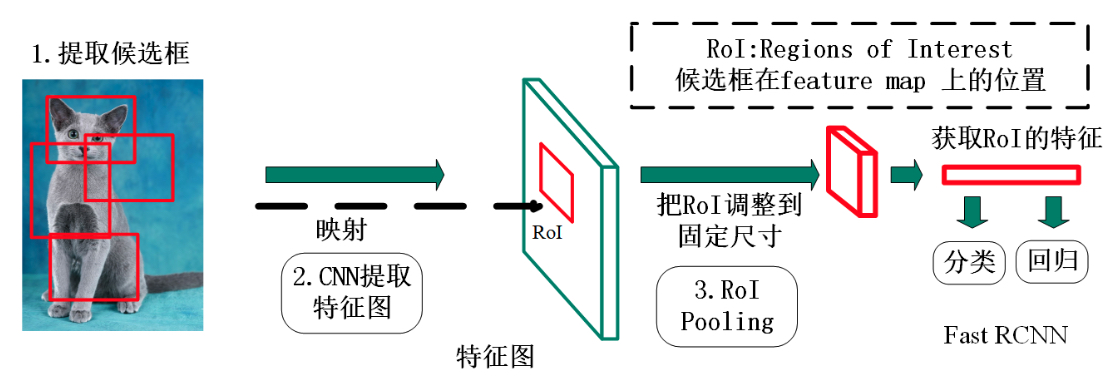 1.提取候选框
RoI:Regions of Interest
候选框在feature map 上的位置
映射
2.CNN提取
特征图
RoI
特征图
把RoI调整到
固定尺寸
3.RoI
Pooling
获取RoI的特征
分类
回归
Fast RCNN